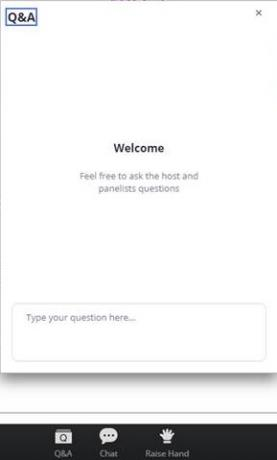 Q&A
×
Welcome
Feel free to ask the host and
panelists questions
Type your question here...
Q
Q&A
Chat
Raise Hand